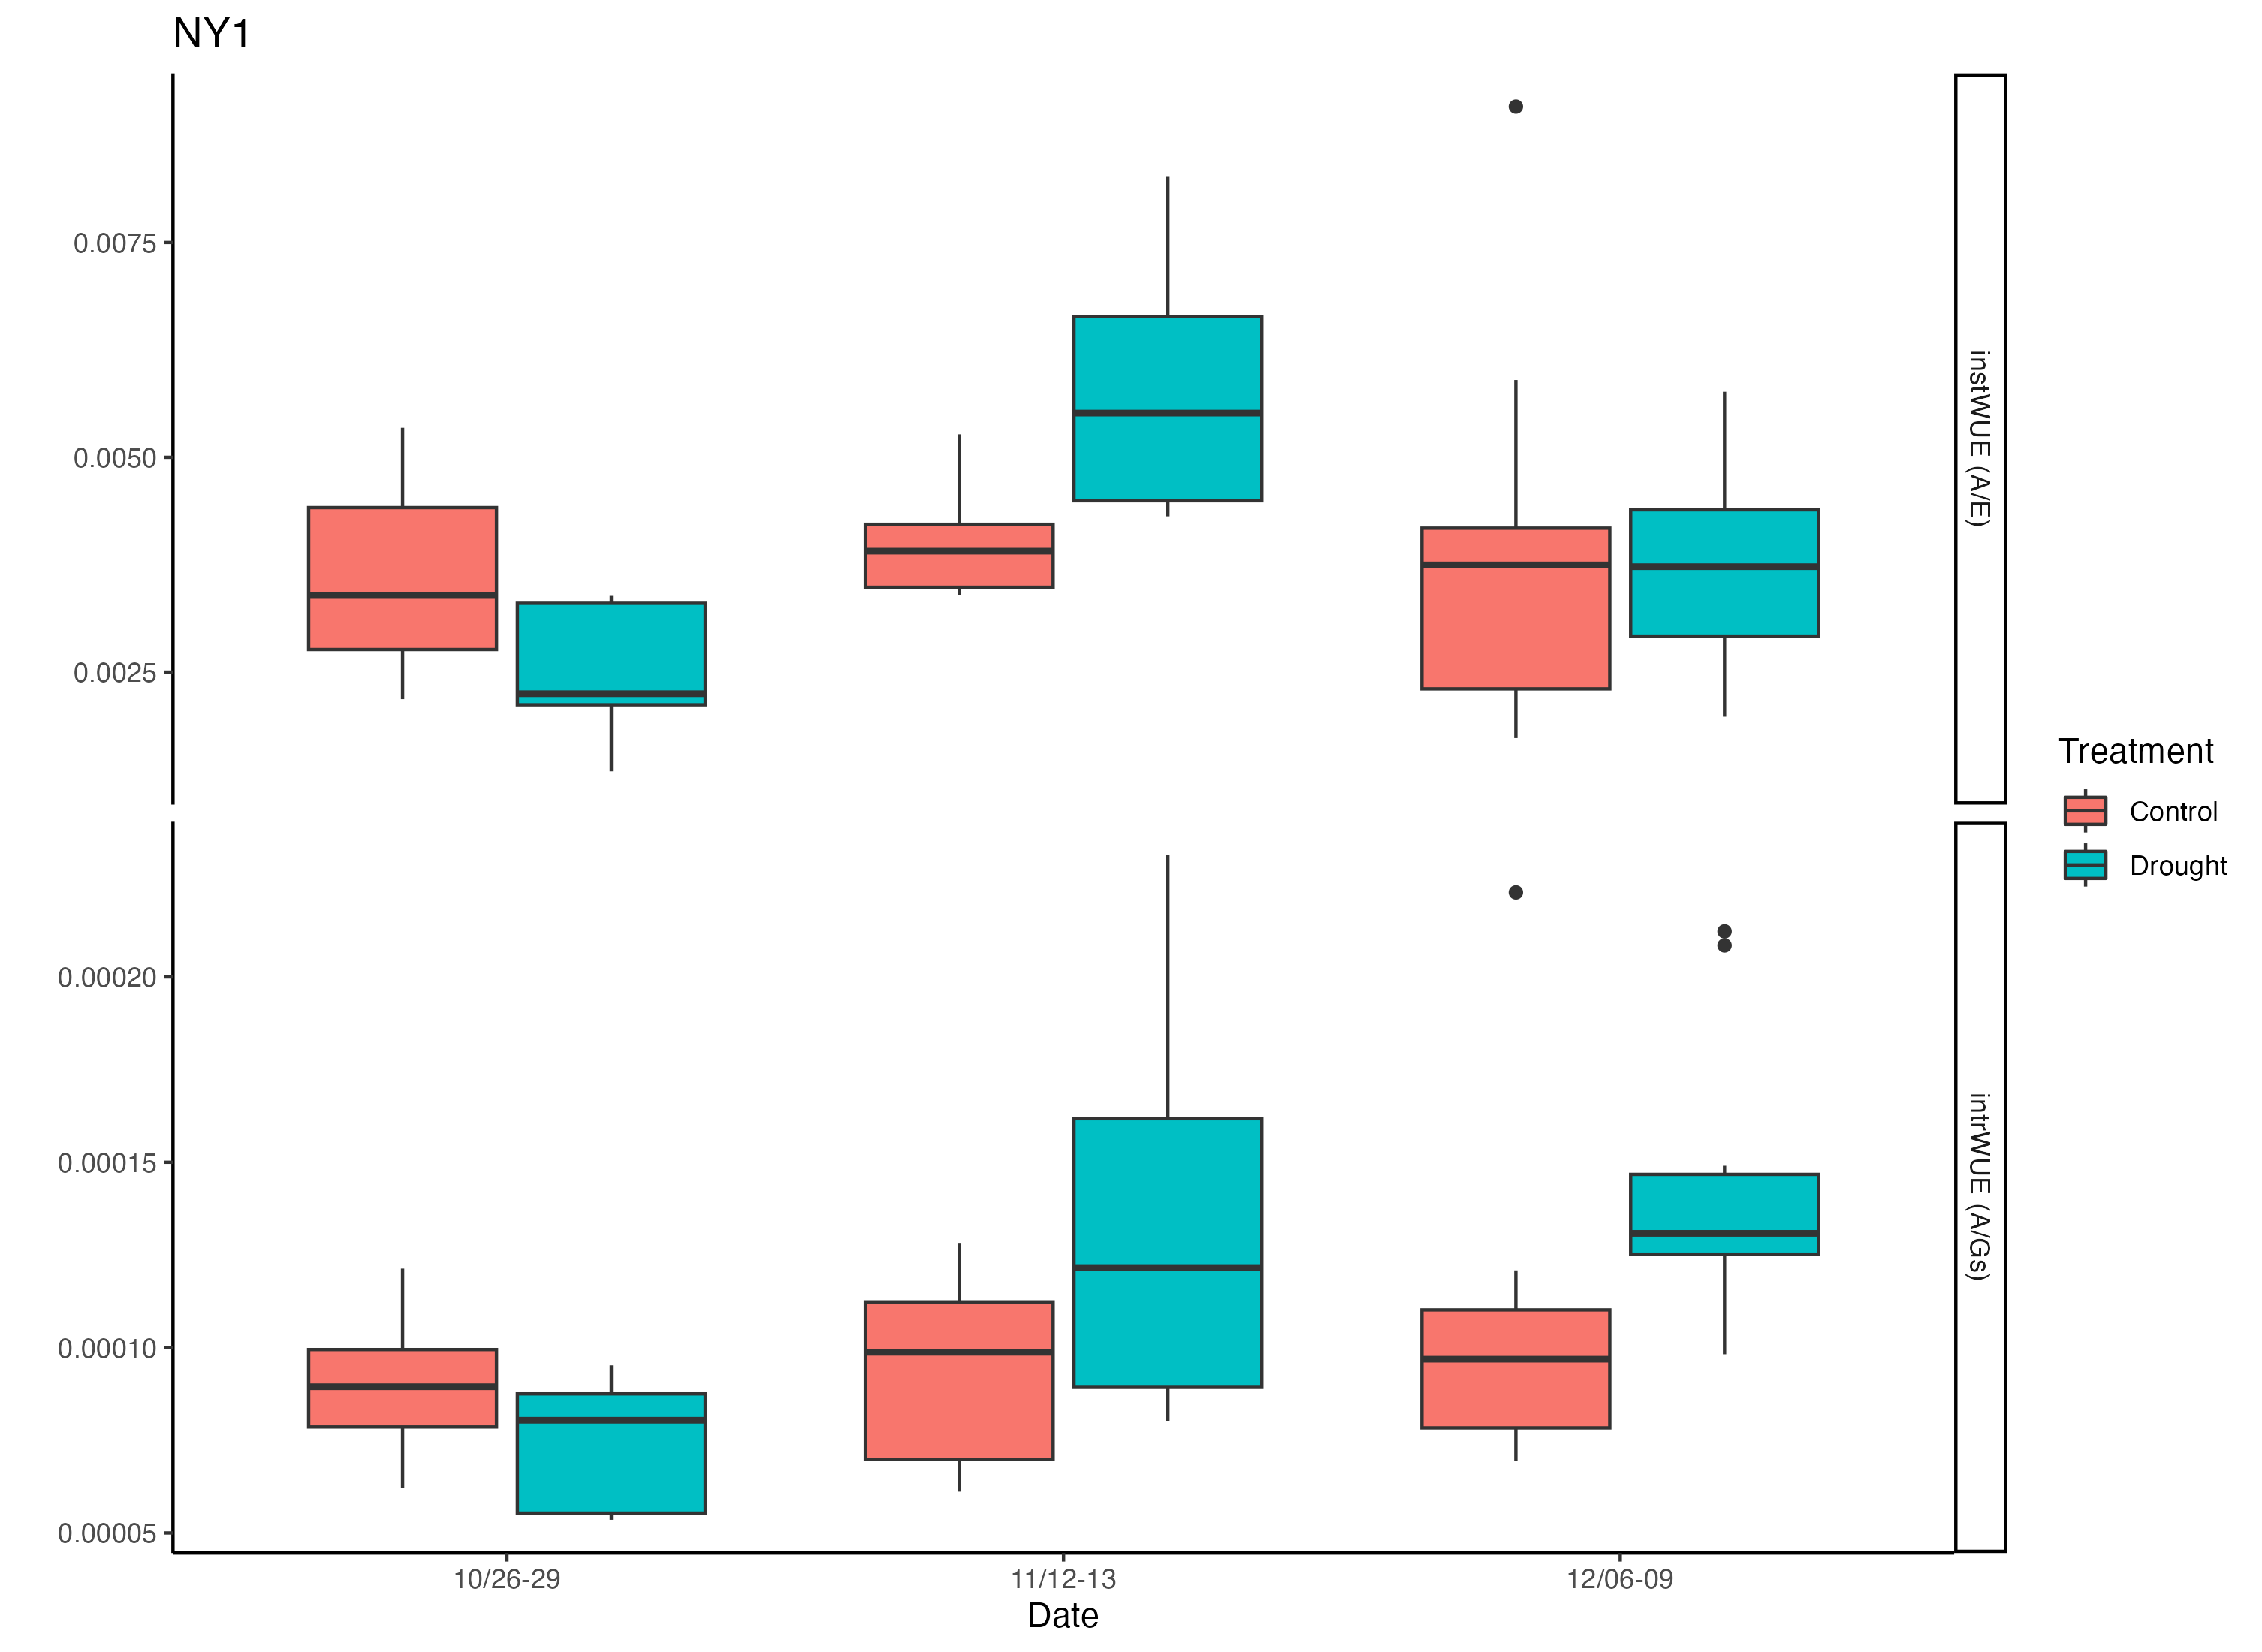 NY1
0.0075
0.0050
0.0025
instWUE (A/E)
0.00020
0.00015
0.00010
0.00005
intrWUE (A/Gs)
10/26-29
11/12-13
12/06-09
Date
Treatment
Control
Drought